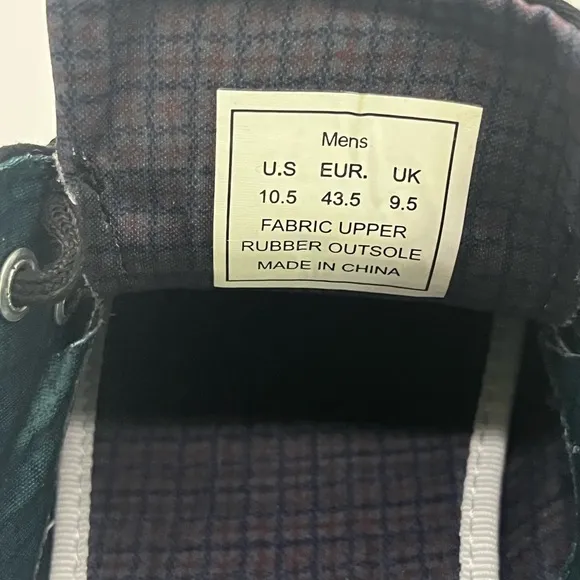 Mens
U.S EUR. UK
10.5 43.5 9.5
FABRIC UPPER
RUBBER OUTSOLE
MADE IN CHINA